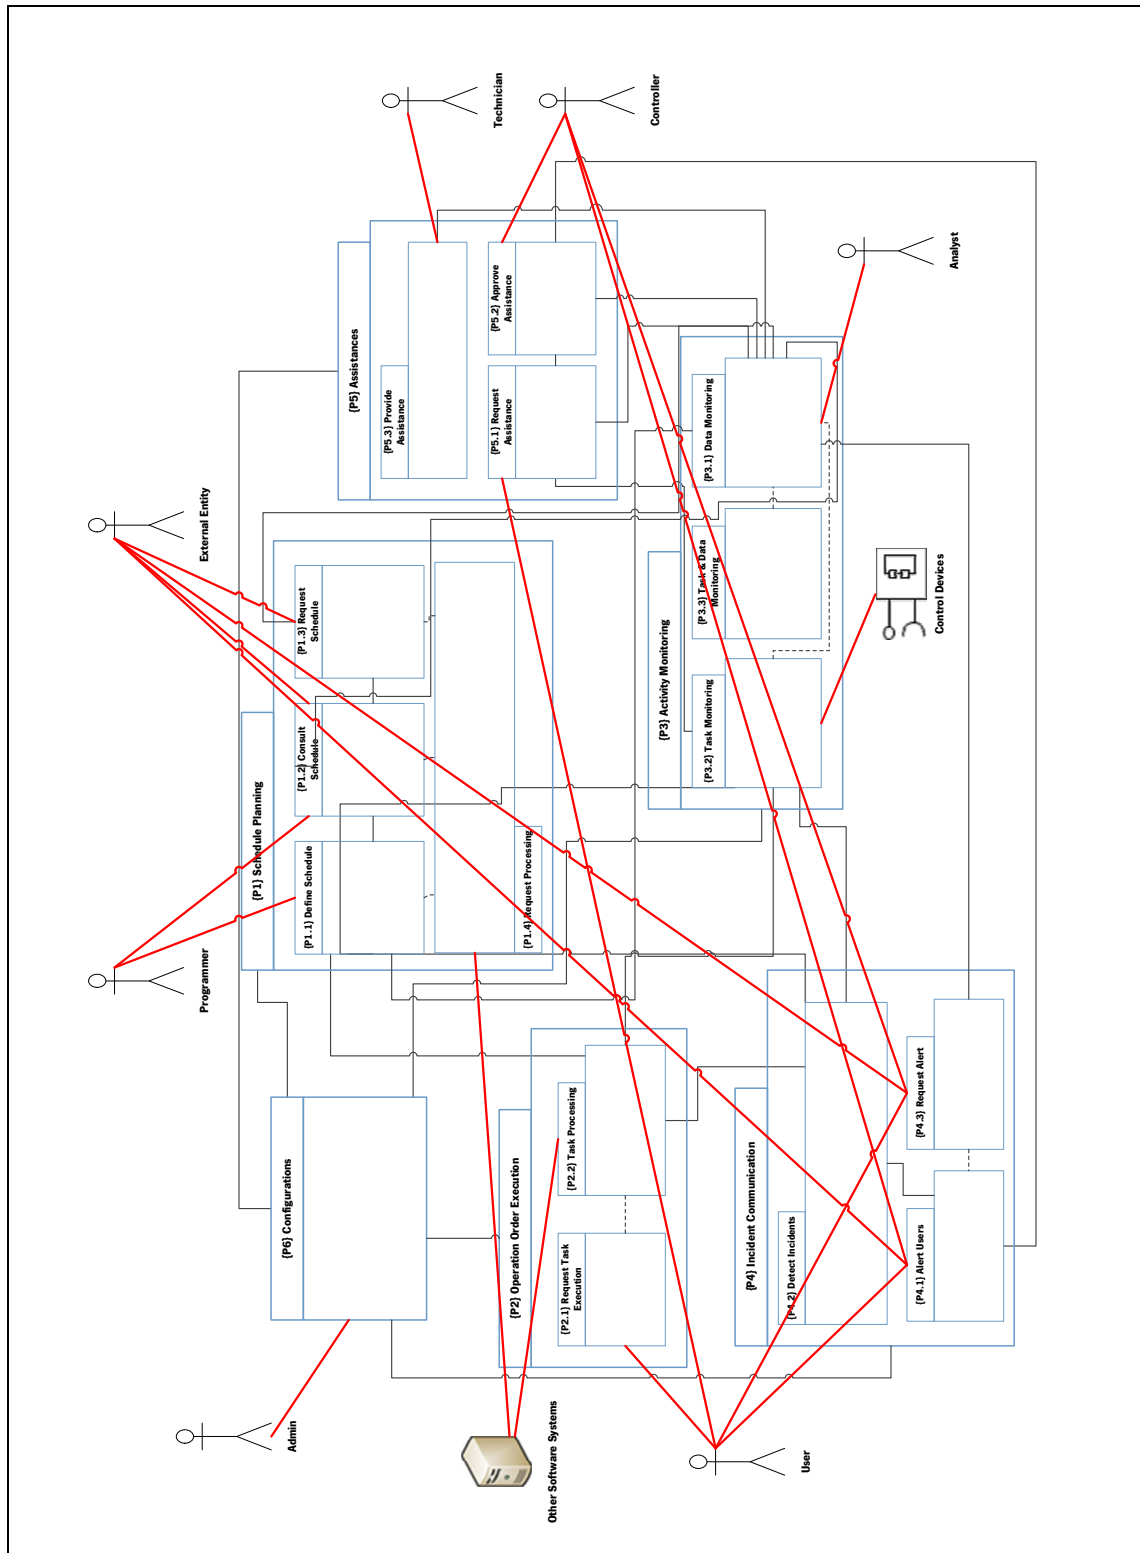 Admin
Programmer
External Entity
Technician
Controller
Analyst
Control Devices
User
Other Software Systems
{P6} Configurations
{P1} Schedule Planning
{P1.1} Define Schedule
{P1.2} Consult
Schedule
{P1.3} Request
Schedule
{P1.4} Request Processing
{P5} Assistances
{P5.3} Provide
Assistance
{P5.1} Request
Assistance
{P5.2} Approve
Assistance
{P2} Operation Order Execution
{P2.1} Request Task
Execution
{P2.2} Task Processing
{P3} Activity Monitoring
{P3.2} Task Monitoring
{P3.3} Task & Data
Monitoring
{P3.1} Data Monitoring
{P4} Incident Communication
{P4.2} Detect Incidents
{P4.1} Alert Users
{P4.3} Request Alert